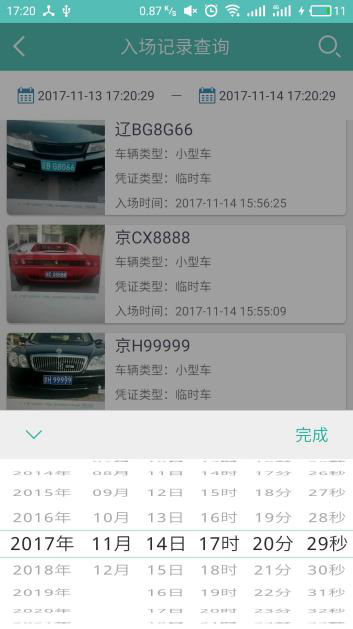 17:20 0.87 K/s 11
入场记录查询
2017-11-13 17:20:29 — 2017-11-14 17:20:29
辽BG8G66
车辆类型：小型车
凭证类型：临时车
入场时间：2017-11-14 15:56:25
京CX8888
车辆类型：小型车
凭证类型：临时车
入场时间：2017-11-14 15:55:09
京H99999
车辆类型：小型车
凭证类型：临时车
完成
2014年 08月 11日 14时 17分 26秒
2015年 09月 12日 15时 18分 27秒
2016年 10月 13日 16时 19分 28秒
2017年 11月 14日 17时 20分 29秒
2018年 12月 15日 18时 21分 30秒
2019年 16日 19时 22分 31秒
2020年 17日 20时 23分 32秒